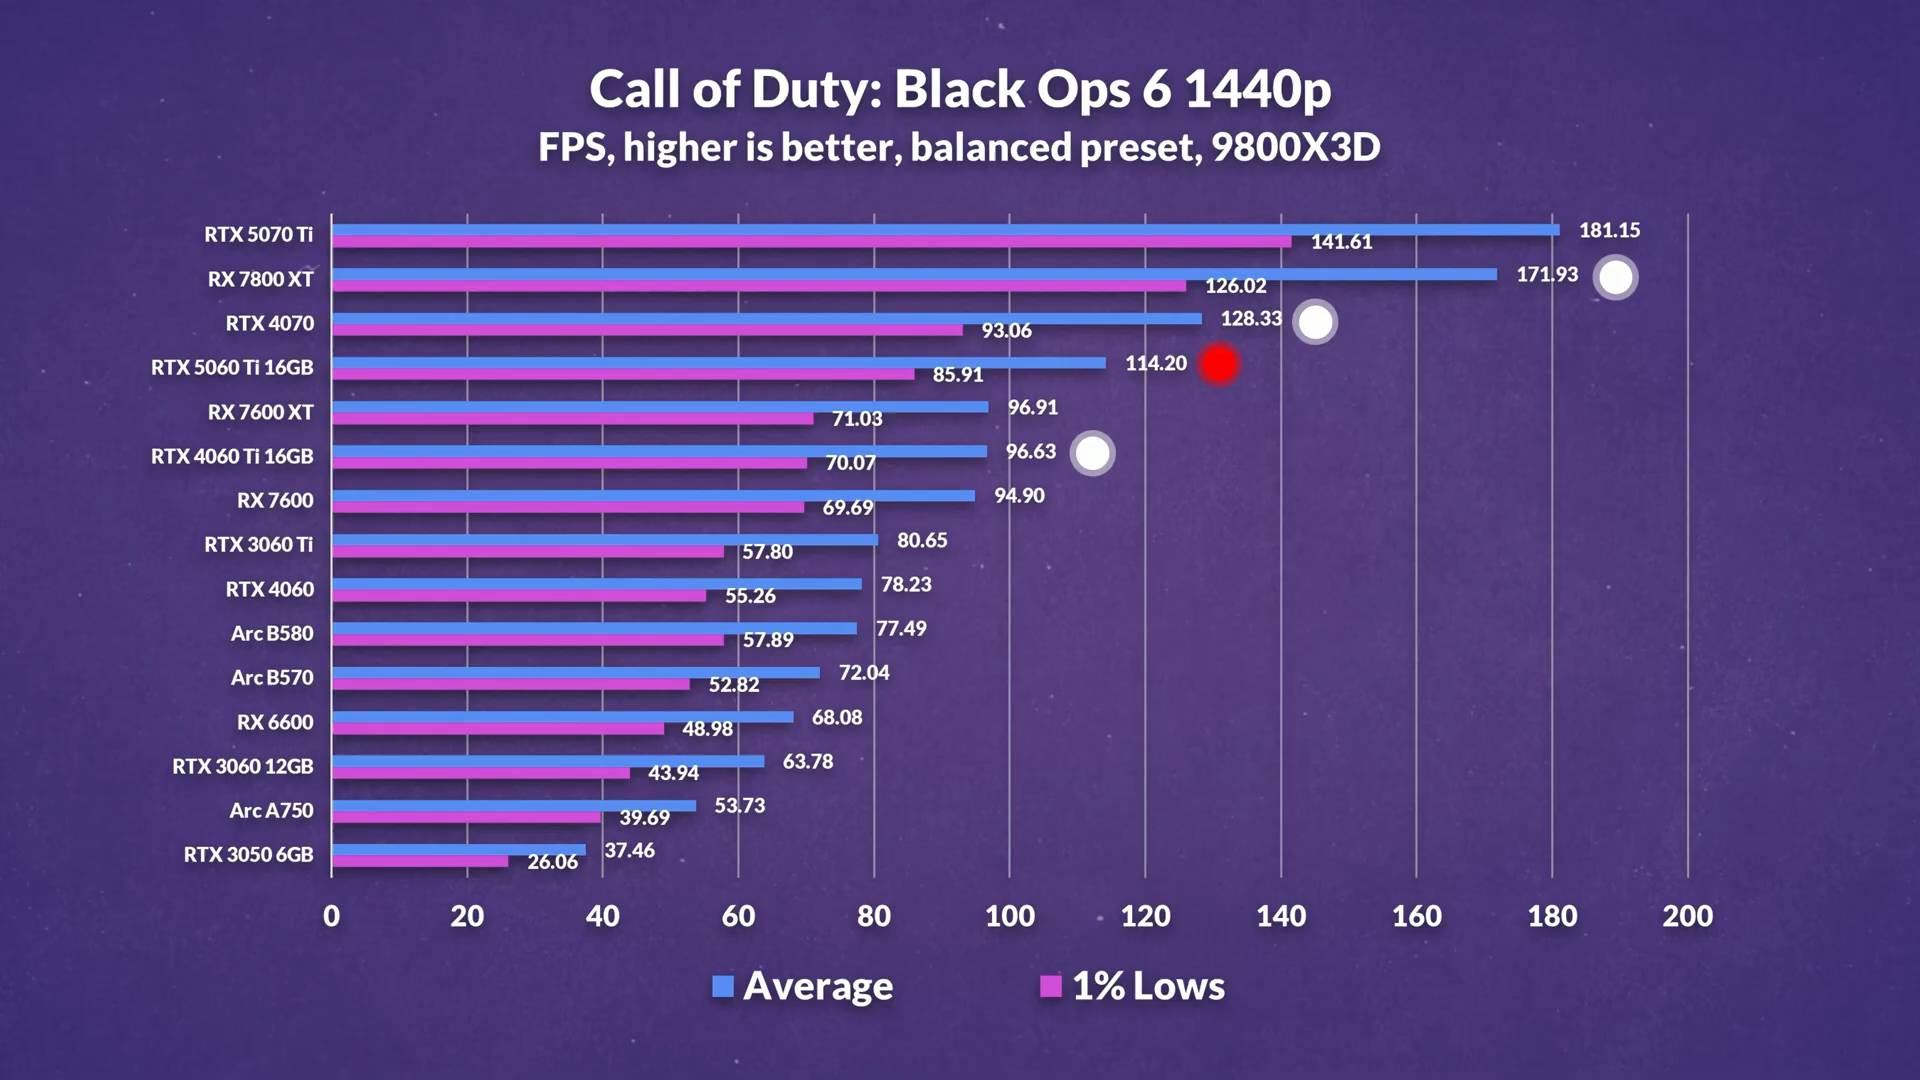 Call of Duty: Black Ops 6 1440p
FPS, higher is better, balanced preset, 9800X3D
RTX 5070 Ti 181.15
141.61
RX 7800 XT 171.93
126.02
RTX 4070 128.33
93.06
RTX 5060 Ti 16GB 114.20
85.91
RX 7600 XT 96.91
71.03
RTX 4060 Ti 16GB 96.63
70.07
RX 7600 94.90
69.69
RTX 3060 Ti 80.65
57.80
RTX 4060 78.23
55.26
Arc B580 77.49
57.89
Arc B570 72.04
52.82
RX 6600 68.08
48.98
RTX 3060 12GB 63.78
43.94
Arc A750 53.73
39.69
RTX 3050 6GB 37.46
26.06
0 20 40 60 80 100 120 140 160 180 200
Average 1% Lows